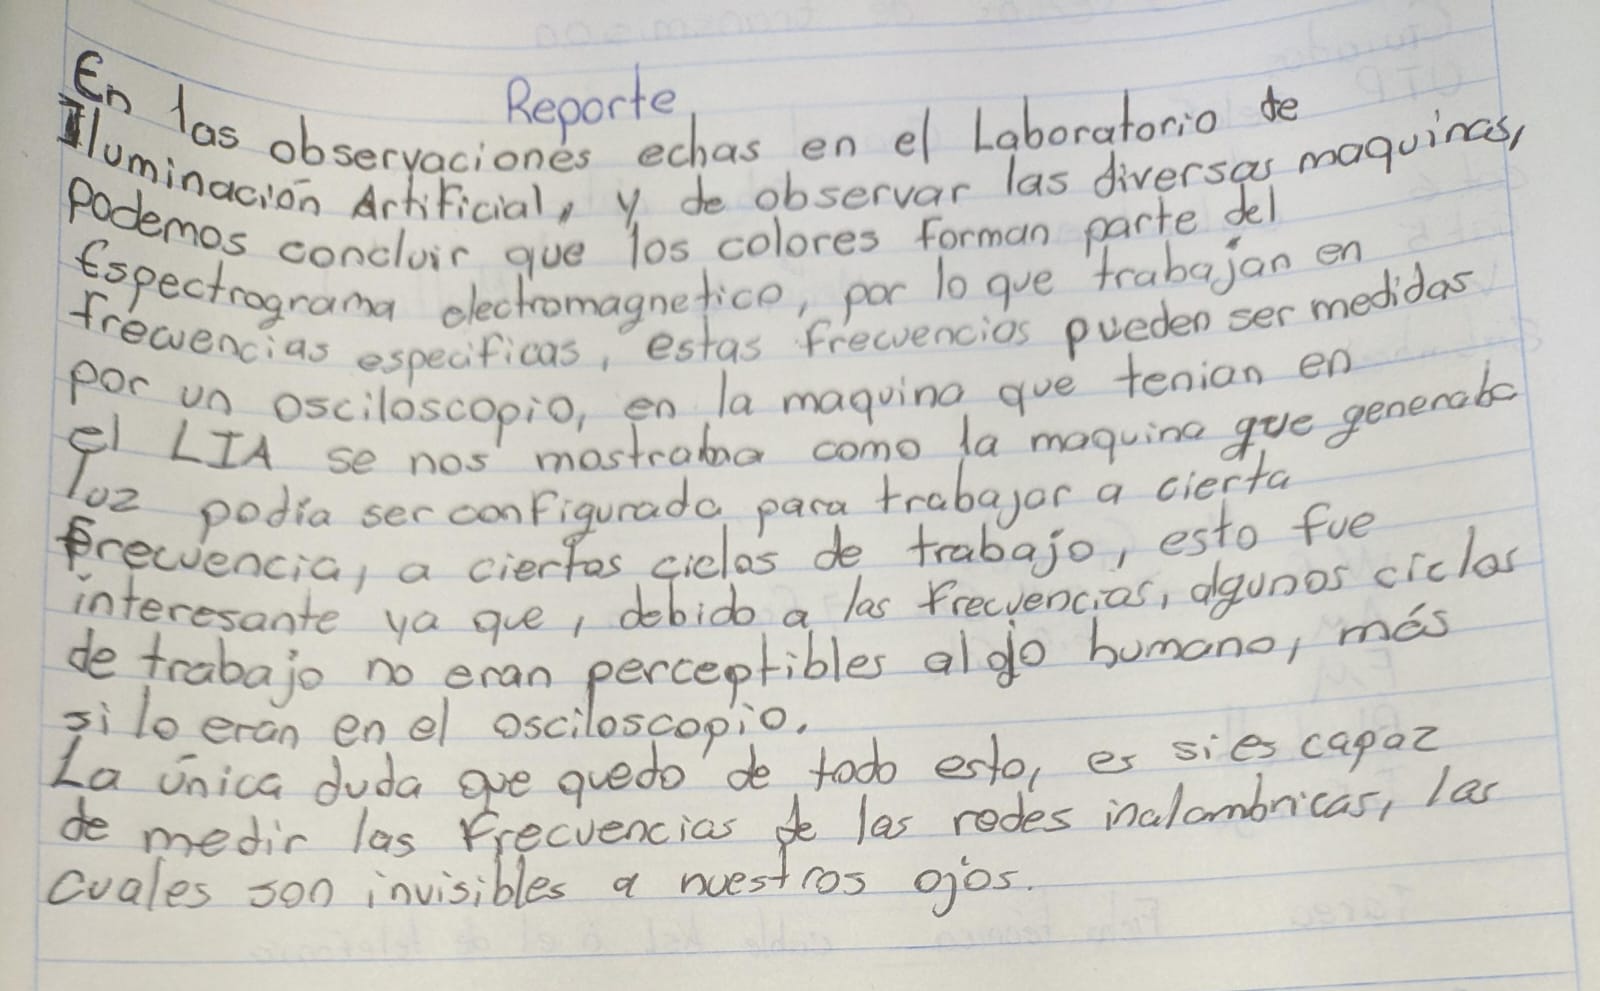 Reporte
En las observaciones echas en el Laboratorio de
Iluminación Artificial, y de observar las diversas maquinas,
podemos concluir que los colores forman parte del
Espectrograma electromagnetico, por lo que trabajan en
frecuencias especificas, estas frecuencias pueden ser medidas
por un osciloscopio, en la maquina que tenian en
el LIA se nos mostraba como la maquina que generaba
luz podía ser configurada para trabajar a cierta
frecuencia, a ciertos ciclos de trabajo, esto fue
interesante ya que, debido a las frecuencias, algunos ciclos
de trabajo no eran perceptibles al ojo humano, más
si lo eran en el osciloscopio.
La única duda que quedo de todo esto, es si es capaz
de medir las frecuencias de las redes inalambricas, las
cuales son invisibles a nuestros ojos.